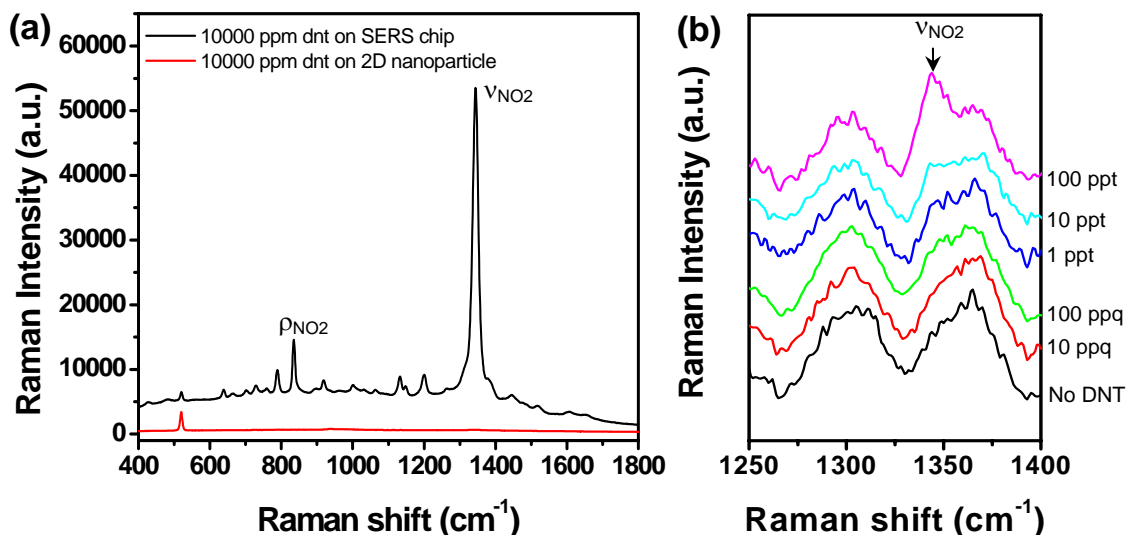 (a)
10000 ppm dnt on SERS chip
10000 ppm dnt on 2D nanoparticle
νNO2
ρNO2
60000
50000
40000
30000
20000
10000
0
400 600 800 1000 1200 1400 1600 1800
Raman Intensity (a.u.)
Raman shift (cm-1)
(b)
νNO2
100 ppt
10 ppt
1 ppt
100 ppq
10 ppq
No DNT
1250 1300 1350 1400
Raman Intensity (a.u.)
Raman shift (cm-1)